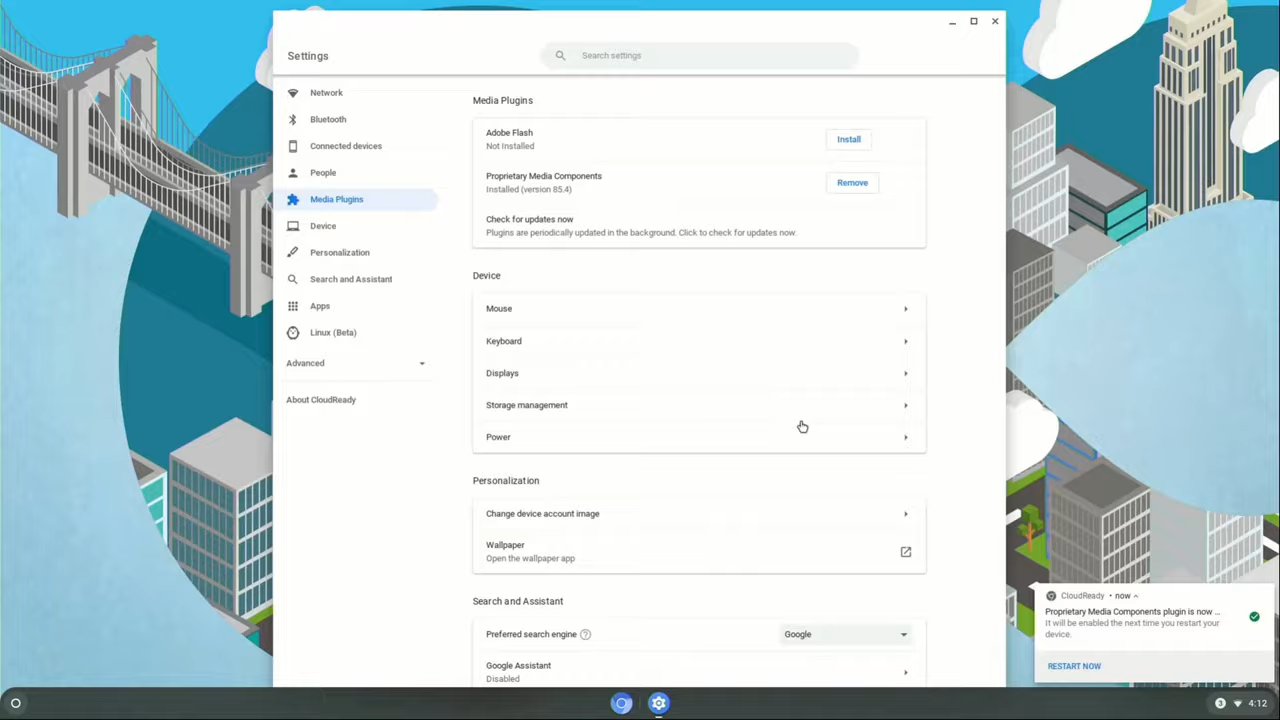 Settings
Search settings
Network
Bluetooth
Connected devices
People
Media Plugins
Device
Personalization
Search and Assistant
Apps
Linux (Beta)
Advanced
About CloudReady
Media Plugins
Adobe Flash
Not Installed
Install
Proprietary Media Components
Installed (version 85.4)
Remove
Check for updates now
Plugins are periodically updated in the background. Click to check for updates now.
Device
Mouse
Keyboard
Displays
Storage management
Power
Personalization
Change device account image
Wallpaper
Open the wallpaper app
Search and Assistant
Preferred search engine
Google
Google Assistant
Disabled
CloudReady • now
Proprietary Media Components plugin is now ...
It will be enabled the next time you restart your
device.
RESTART NOW
3
4:12